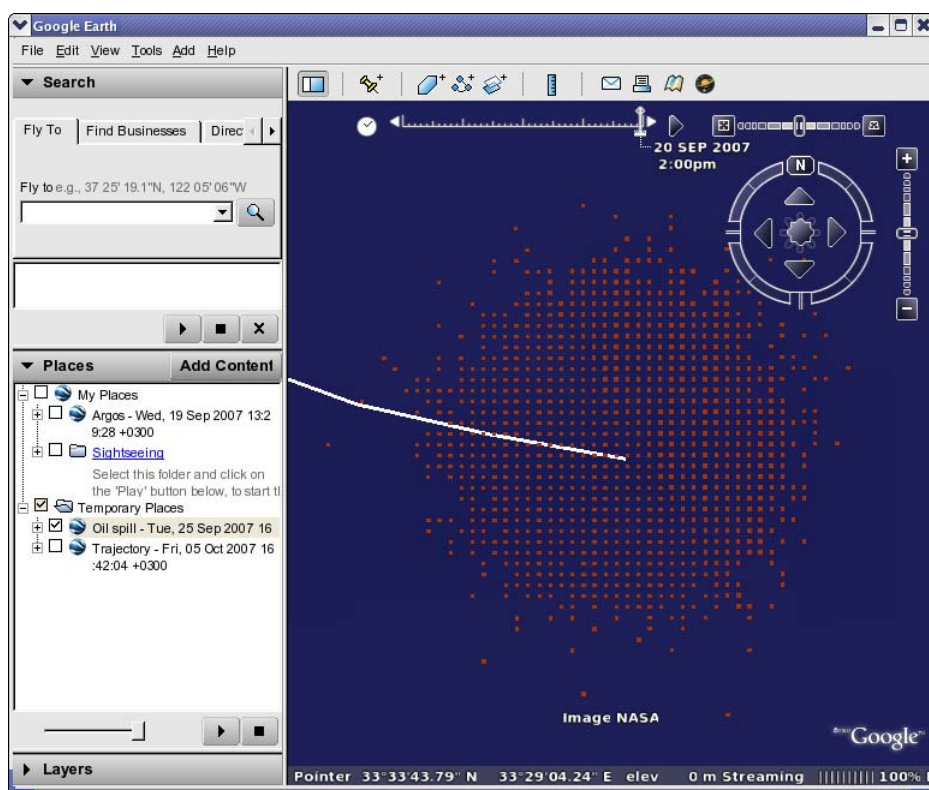 Google Earth
File Edit View Tools Add Help
Search
Fly To Find Businesses Direc
Fly to e.g., 37 25' 19.1"N, 122 05' 06"W
Places Add Content
My Places
Argos - Wed, 19 Sep 2007 13:2
9:28 +0300
Sightseeing
Select this folder and click on
the 'Play' button below, to start tl
Temporary Places
Oil spill - Tue, 25 Sep 2007 16
Trajectory - Fri, 05 Oct 2007 16
:42:04 +0300
Layers
20 SEP 2007
2:00pm
N
Image NASA
Google
Pointer 33°33'43.79" N 33°29'04.24" E elev 0 m Streaming |||||||||| 100%